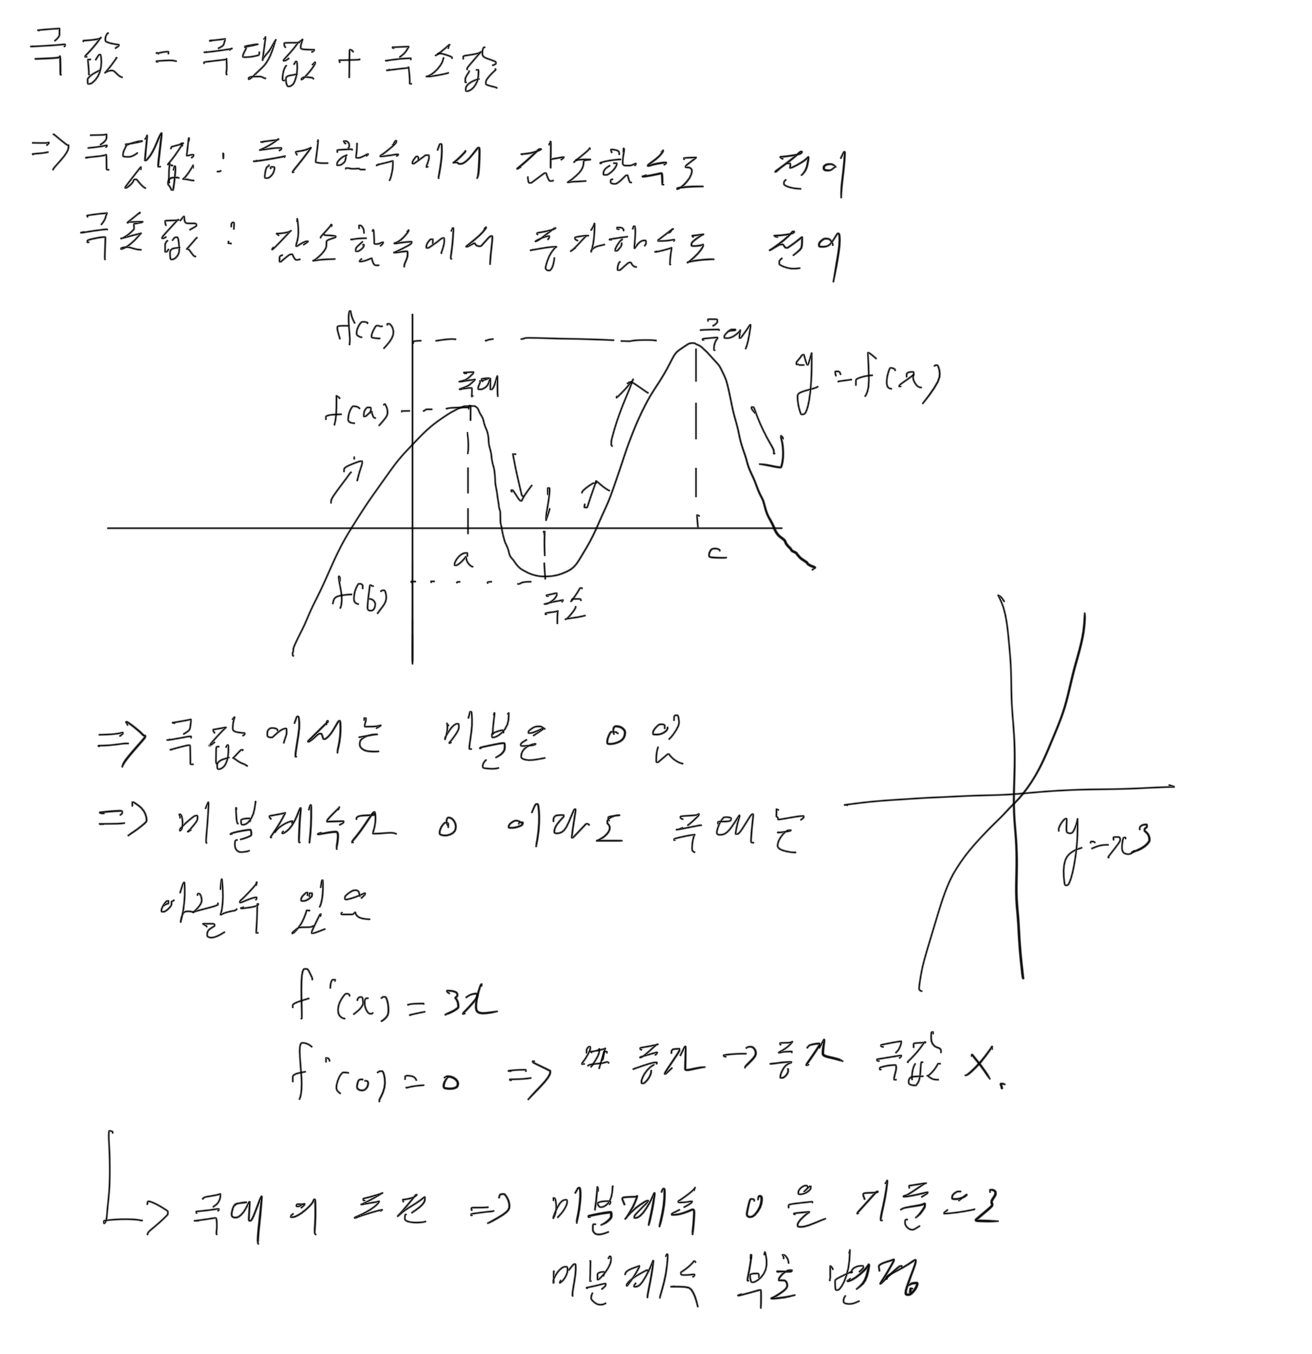 극값 = 극댓값 + 극소값
=> 극댓값 : 증가함수에서 감소함수로 전이
극솟값 : 감소함수에서 증가함수로 전이
f(c)
극대
y=f(x)
극대
f(a)
a
c
f(b)
극소
=> 극값에서는 미분은 0 임
=> 미분계수가 0 이라도 극대는
아닐수 있음
y=x3
f'(x) = 3x
f'(0) = 0 => 증가 → 증가 극값 X.
↳ 극대의 조건 => 미분계수 0을 기준으로
미분계수 부호 변경